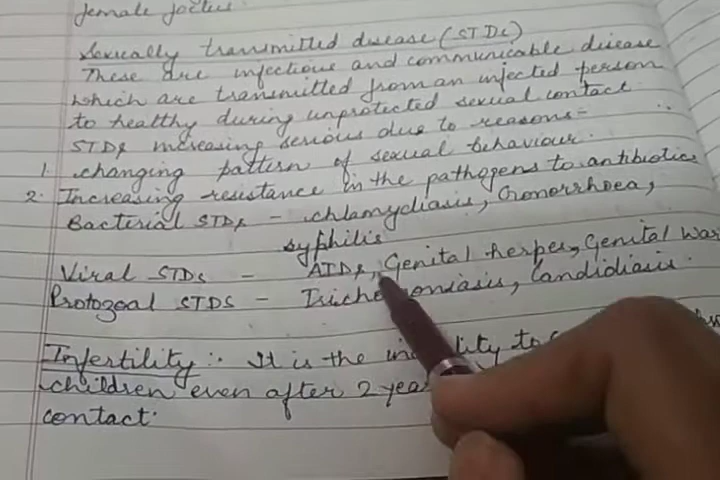 female foetus.
Sexually transmitted disease (STDs)
These are infectious and communicable disease
which are transmitted from an infected person
to healthy during unprotected sexual contact.
STDs increasing serious due to reasons-
1. changing pattern of sexual behaviour.
2. Increasing resistance in the pathogens to antibiotics
Bacterial STDs - chlamydiasis, Gonorrhoea,
syphilis
Viral STDs - AIDs, Genital herpes, Genital War
Protozoal STDs - Trichomoniasis, Candidiasis.
Infertility :- It is the to
children even after 2 year
contact.